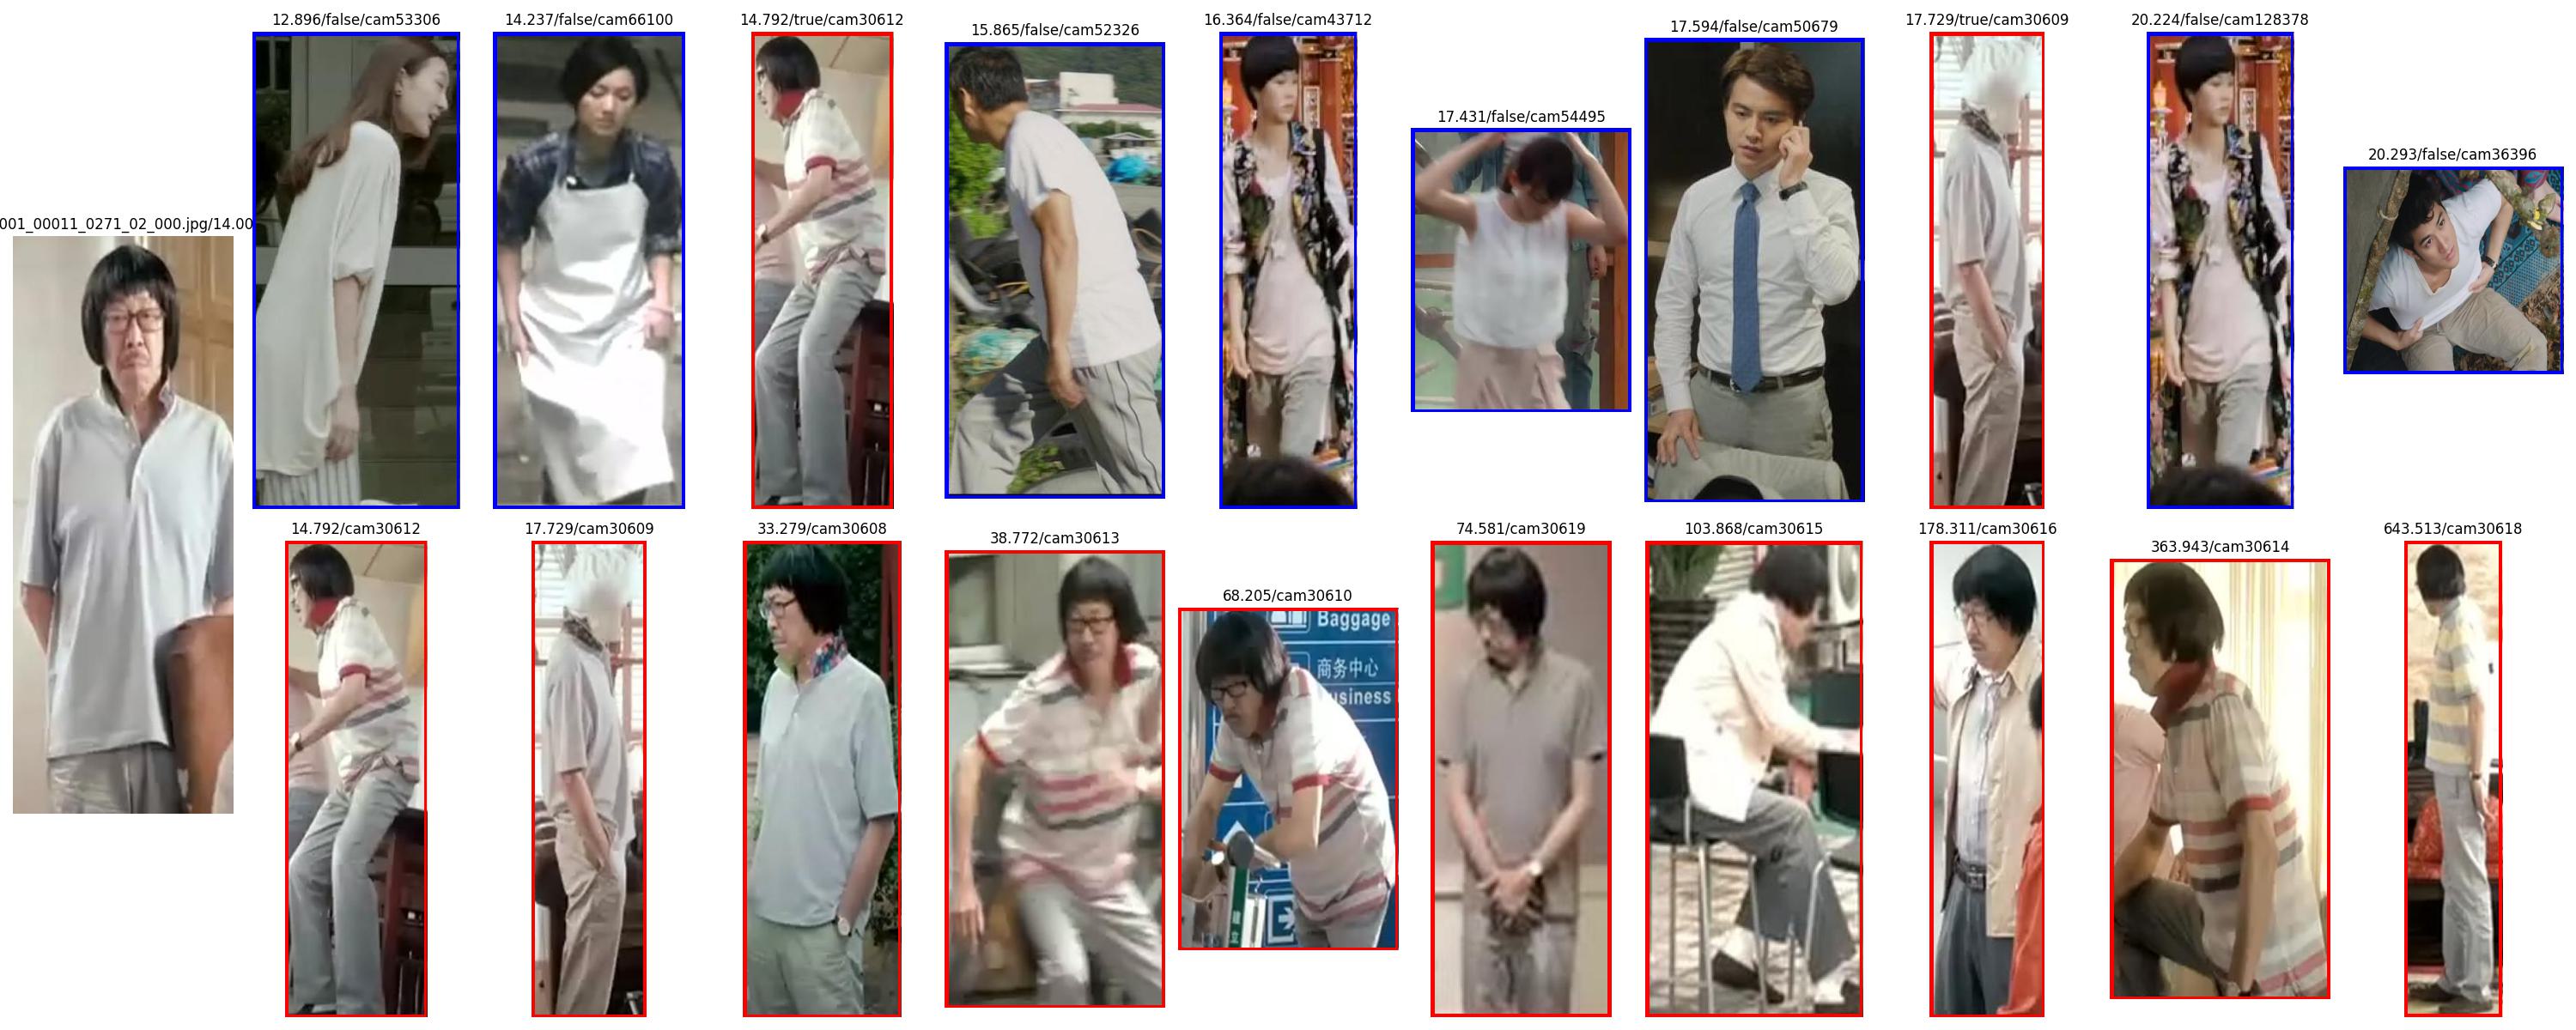 12.896/false/cam53306
14.237/false/cam66100
14.792/true/cam30612
15.865/false/cam52326
16.364/false/cam43712
17.431/false/cam54495
17.594/false/cam50679
17.729/true/cam30609
20.224/false/cam128378
20.293/false/cam36396
001_00011_0271_02_000.jpg/14.00
14.792/cam30612
17.729/cam30609
33.279/cam30608
38.772/cam30613
68.205/cam30610
74.581/cam30619
103.868/cam30615
178.311/cam30616
363.943/cam30614
643.513/cam30618
Baggage
商务中心
usiness